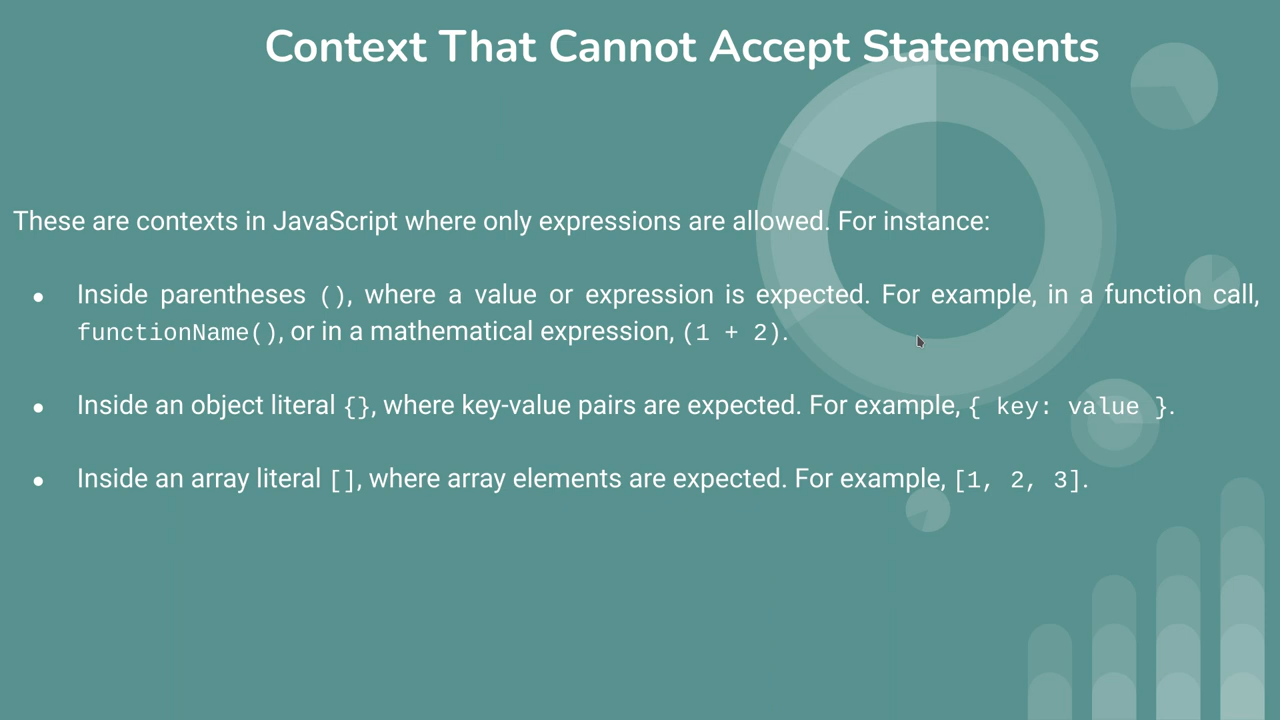 Context That Cannot Accept Statements
These are contexts in JavaScript where only expressions are allowed. For instance:
● Inside parentheses (), where a value or expression is expected. For example, in a function call,
functionName(), or in a mathematical expression, (1 + 2).
● Inside an object literal {}, where key-value pairs are expected. For example, { key: value }.
● Inside an array literal [], where array elements are expected. For example, [1, 2, 3].